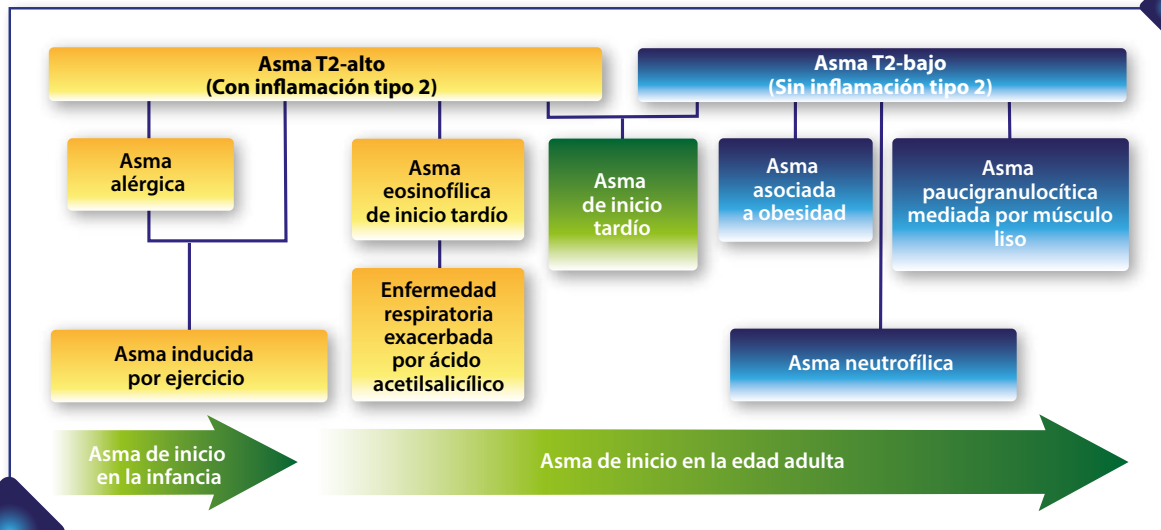 Asma T2-alto
(Con inflamación tipo 2)
Asma T2-bajo
(Sin inflamación tipo 2)
Asma
alérgica
Asma
eosinofílica
de inicio tardío
Asma
de inicio
tardío
Asma
asociada
a obesidad
Asma
paucigranulocítica
mediada por músculo
liso
Enfermedad
respiratoria
exacerbada
por ácido
acetilsalicílico
Asma inducida
por ejercicio
Asma neutrofílica
Asma de inicio
en la infancia
Asma de inicio en la edad adulta